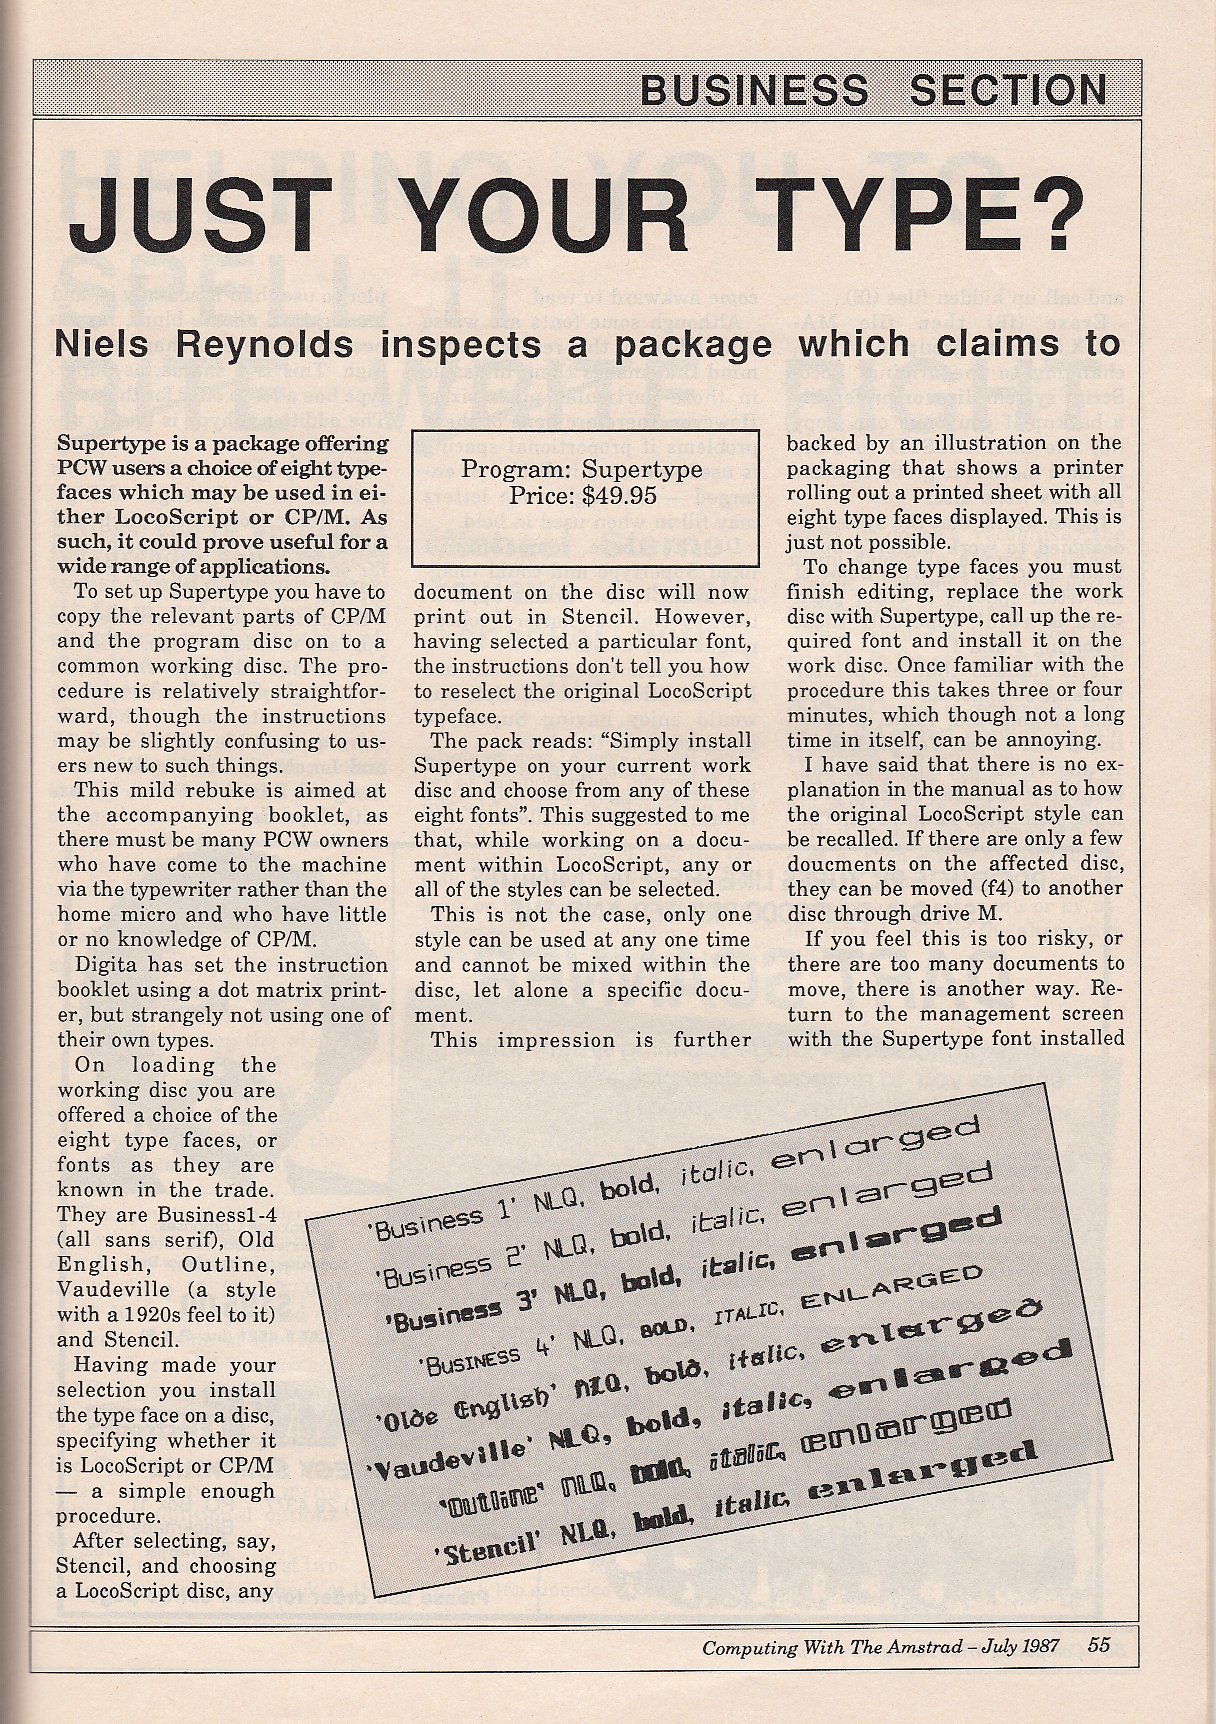 BUSINESS SECTION
JUST YOUR TYPE?
Niels Reynolds inspects a package which claims to
Supertype is a package offering
PCW users a choice of eight type-
faces which may be used in ei-
ther LocoScript or CP/M. As
such, it could prove useful for a
wide range of applications.
To set up Supertype you have to
copy the relevant parts of CP/M
and the program disc on to a
common working disc. The pro-
cedure is relatively straightfor-
ward, though the instructions
may be slightly confusing to us-
ers new to such things.
This mild rebuke is aimed at
the accompanying booklet, as
there must be many PCW owners
who have come to the machine
via the typewriter rather than the
home micro and who have little
or no knowledge of CP/M.
Digita has set the instruction
booklet using a dot matrix print-
er, but strangely not using one of
their own types.
On loading the
working disc you are
offered a choice of the
eight type faces, or
fonts as they are
known in the trade.
They are Business1-4
(all sans serif), Old
English, Outline,
Vaudeville (a style
with a 1920s feel to it)
and Stencil.
Having made your
selection you install
the type face on a disc,
specifying whether it
is LocoScript or CP/M
— a simple enough
procedure.
After selecting, say,
Stencil, and choosing
a LocoScript disc, any
Program: Supertype
Price: $49.95
document on the disc will now
print out in Stencil. However,
having selected a particular font,
the instructions don't tell you how
to reselect the original LocoScript
typeface.
The pack reads: “Simply install
Supertype on your current work
disc and choose from any of these
eight fonts”. This suggested to me
that, while working on a docu-
ment within LocoScript, any or
all of the styles can be selected.
This is not the case, only one
style can be used at any one time
and cannot be mixed within the
disc, let alone a specific docu-
ment.
This impression is further
backed by an illustration on the
packaging that shows a printer
rolling out a printed sheet with all
eight type faces displayed. This is
just not possible.
To change type faces you must
finish editing, replace the work
disc with Supertype, call up the re-
quired font and install it on the
work disc. Once familiar with the
procedure this takes three or four
minutes, which though not a long
time in itself, can be annoying.
I have said that there is no ex-
planation in the manual as to how
the original LocoScript style can
be recalled. If there are only a few
doucments on the affected disc,
they can be moved (f4) to another
disc through drive M.
If you feel this is too risky, or
there are too many documents to
move, there is another way. Re-
turn to the management screen
with the Supertype font installed
'Business 1' NLQ, bold, italic, enlarged
'Business 2' NLQ, bold, italic, enlarged
'Business 3' NLQ, bold, italic, enlarged
'BUSINESS 4' NLQ, BOLD, ITALIC, ENLARGED
'Olde English' NLQ, bold, italic, enlarged
'Vaudeville' NLQ, bold, italic, enlarged
'Outline' NLQ, bold, italic, enlarged
'Stencil' NLQ, bold, italic, enlarged
Computing With The Amstrad – July 1987 55